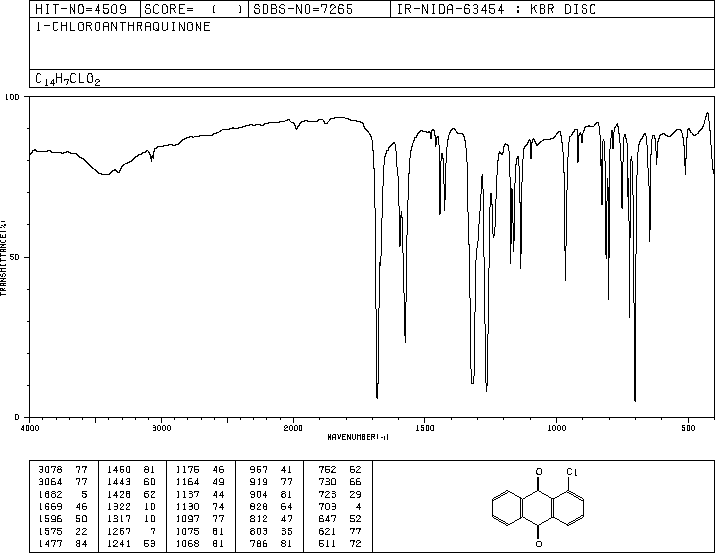 HIT-NO=4509 SCORE= ( ) SDBS-NO=7265 IR-NIDA-63454 : KBR DISC
1-CHLOROANTHRAQUINONE
C14H7CLO2
100
50
0
TRANSMITTANCE(%)
4000 3000 2000 1500 1000 500
WAVENUMBER(-1)
3078 77 1460 81 1176 46 967 41 752 62
3064 77 1443 60 1164 49 919 77 730 66
1682 5 1428 62 1137 44 904 81 723 29
1669 46 1322 10 1130 74 828 64 703 4
1596 50 1317 10 1097 77 812 47 647 52
1575 22 1267 7 1075 81 803 35 621 77
1477 84 1241 53 1068 81 786 81 511 72
O Cl
O